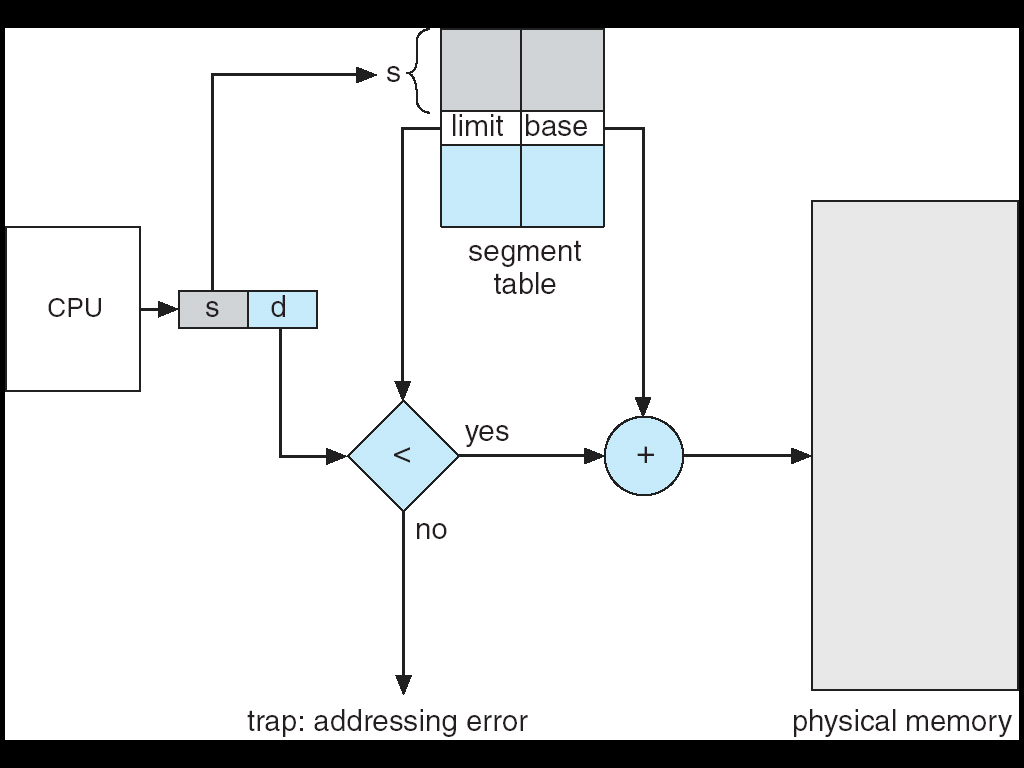 s
limit base
segment
table
CPU
s d
<
yes
+
no
trap: addressing error
physical memory